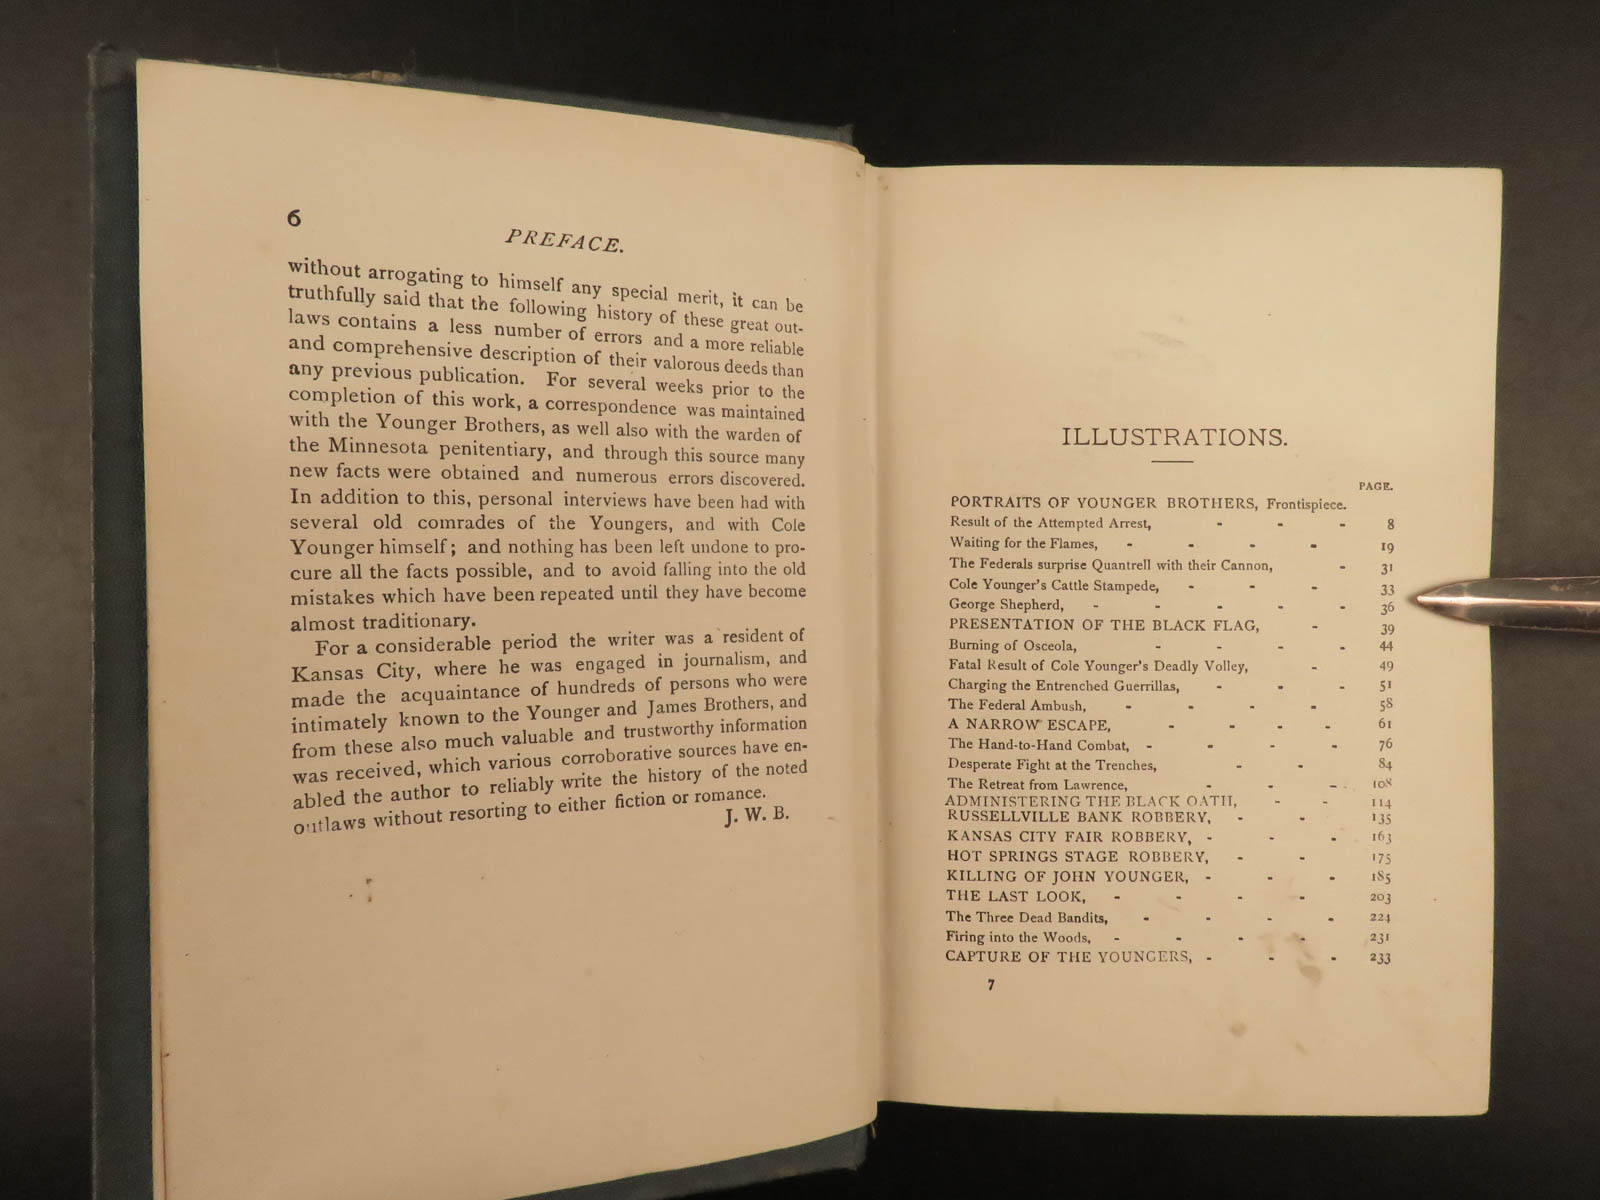 6
PREFACE.
without arrogating to himself any special merit, it can be
truthfully said that the following history of these great out-
laws contains a less number of errors and a more reliable
and comprehensive description of their valorous deeds than
any previous publication. For several weeks prior to the
completion of this work, a correspondence was maintained
with the Younger Brothers, as well also with the warden of
the Minnesota penitentiary, and through this source many
new facts were obtained and numerous errors discovered.
In addition to this, personal interviews have been had with
several old comrades of the Youngers, and with Cole
Younger himself; and nothing has been left undone to pro-
cure all the facts possible, and to avoid falling into the old
mistakes which have been repeated until they have become
almost traditionary.
For a considerable period the writer was a resident of
Kansas City, where he was engaged in journalism, and
made the acquaintance of hundreds of persons who were
intimately known to the Younger and James Brothers, and
from these also much valuable and trustworthy information
was received, which various corroborative sources have en-
abled the author to reliably write the history of the noted
outlaws without resorting to either fiction or romance.
J. W. B.
ILLUSTRATIONS.
PAGE.
PORTRAITS OF YOUNGER BROTHERS, Frontispiece.
Result of the Attempted Arrest, - - - 8
Waiting for the Flames, - - - - 19
The Federals surprise Quantrell with their Cannon, - 31
Cole Younger's Cattle Stampede, - - - 33
George Shepherd, - - - - - 36
PRESENTATION OF THE BLACK FLAG, - 39
Burning of Osceola, - - - - 44
Fatal Result of Cole Younger's Deadly Volley, - 49
Charging the Entrenched Guerrillas, - - - 51
The Federal Ambush, - - - - 58
A NARROW ESCAPE, - - - - 61
The Hand-to-Hand Combat, - - - - 76
Desperate Fight at the Trenches, - - 84
The Retreat from Lawrence, - - - 108
ADMINISTERING THE BLACK OATH, - - 114
RUSSELLVILLE BANK ROBBERY, - - 135
KANSAS CITY FAIR ROBBERY, - - - 163
HOT SPRINGS STAGE ROBBERY, - - 175
KILLING OF JOHN YOUNGER, - - - 185
THE LAST LOOK, - - - - 203
The Three Dead Bandits, - - - - 224
Firing into the Woods, - - - - 231
CAPTURE OF THE YOUNGERS, - - - 233
7